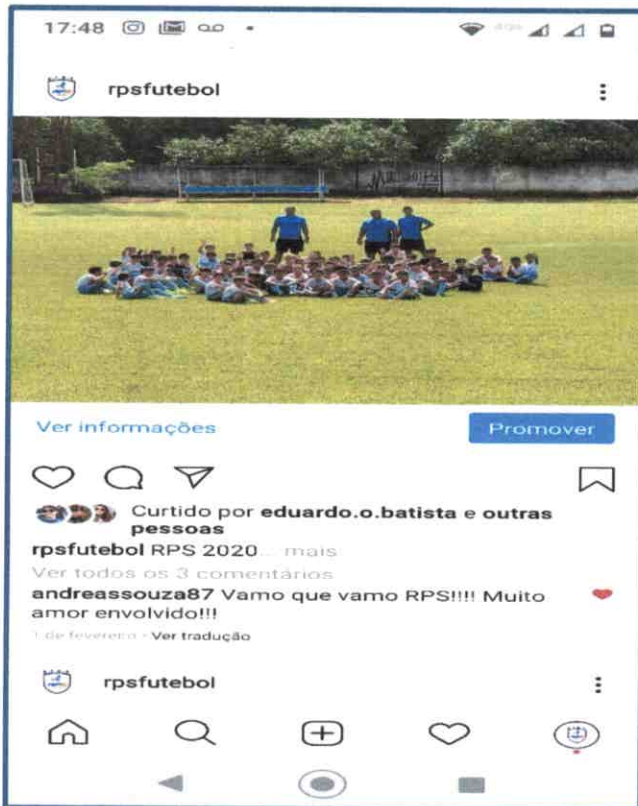 17:48
rpsfutebol
Ver informações
Promover
Curtido por eduardo.o.batista e outras
pessoas
rpsfutebol RPS 2020... mais
Ver todos os 3 comentários
andreassouza87 Vamo que vamo RPS!!!! Muito
amor envolvido!!!
1 de fevereiro · Ver tradução
rpsfutebol